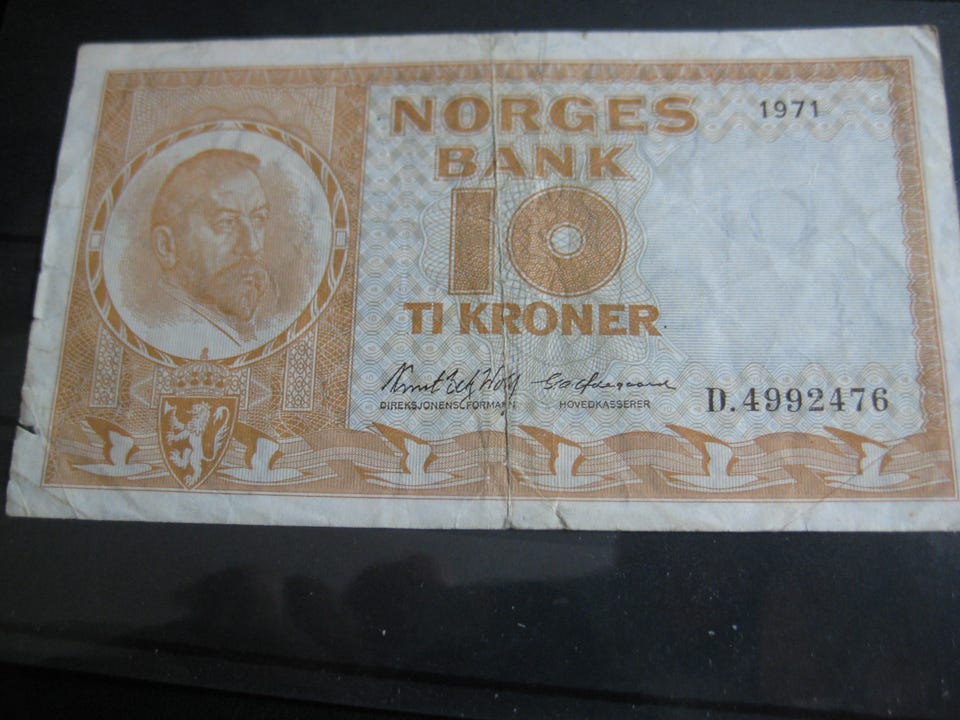 NORGES
1971
BANK
10
TI KRONER
DIREKSJONENS FORMANN
HOVEDKASSERER
D.4992476